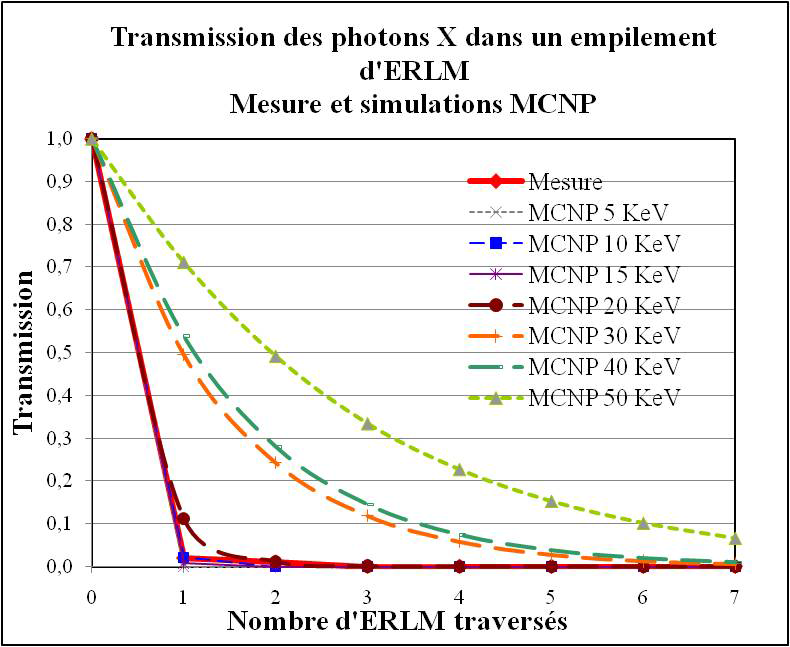 Transmission des photons X dans un empilement
d'ERLM
Mesure et simulations MCNP
1,0
0,9
0,8
0,7
0,6
0,5
0,4
0,3
0,2
0,1
0,0
Transmission
Mesure
MCNP 5 KeV
MCNP 10 KeV
MCNP 15 KeV
MCNP 20 KeV
MCNP 30 KeV
MCNP 40 KeV
MCNP 50 KeV
0 1 2 3 4 5 6 7
Nombre d'ERLM traversés